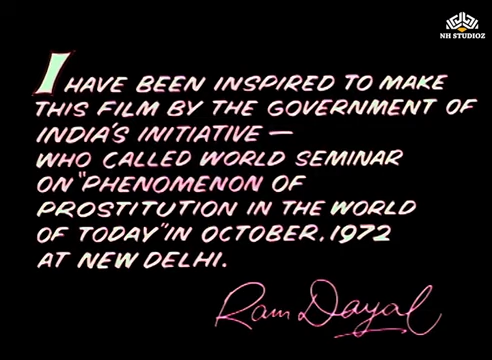 NH STUDIOZ
I HAVE BEEN INSPIRED TO MAKE
THIS FILM BY THE GOVERNMENT OF
INDIA'S INITIATIVE —
WHO CALLED WORLD SEMINAR
ON "PHENOMENON OF
PROSTITUTION IN THE WORLD
OF TODAY" IN OCTOBER, 1972
AT NEW DELHI.
Ram Dayal